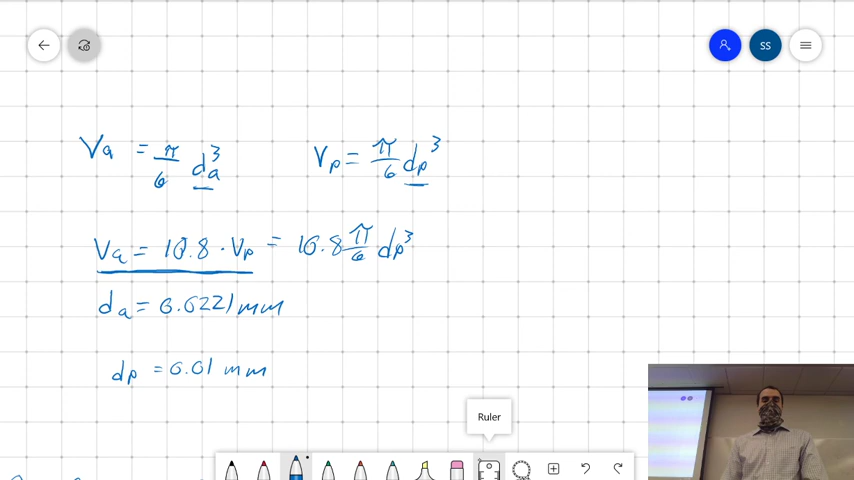 SS
Va = π/6 da³
Vp = π/6 dp³
Va = 10.8 · Vp = 10.8 π/6 dp³
da = 0.0221 mm
dp = 0.01 mm
Ruler